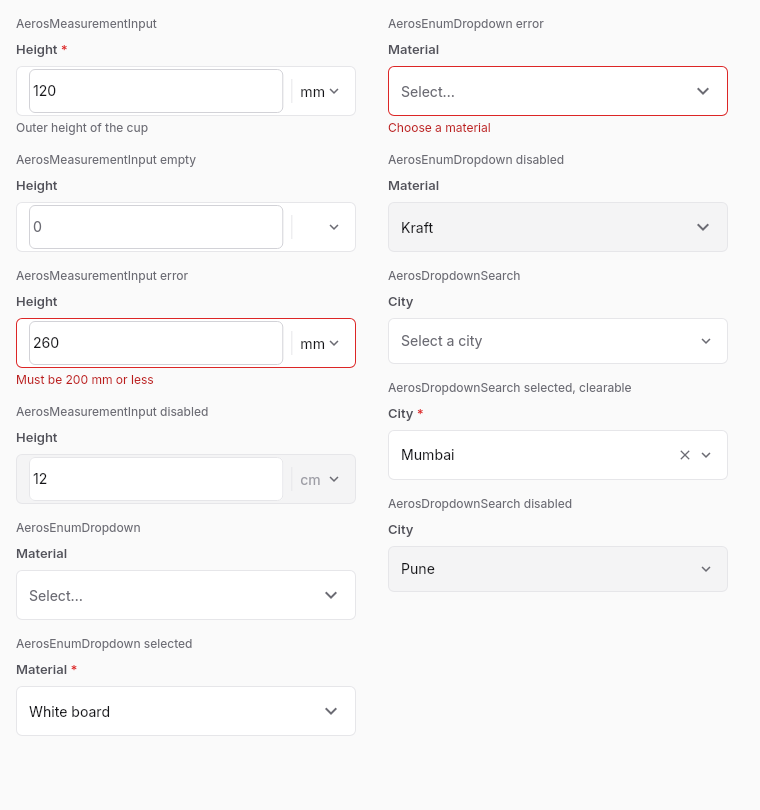 AerosMeasurementInput
Height *
120
mm
Outer height of the cup
AerosMeasurementInput empty
Height
0
AerosMeasurementInput error
Height
260
mm
Must be 200 mm or less
AerosMeasurementInput disabled
Height
12
cm
AerosEnumDropdown
Material
Select...
AerosEnumDropdown selected
Material *
White board
AerosEnumDropdown error
Material
Select...
Choose a material
AerosEnumDropdown disabled
Material
Kraft
AerosDropdownSearch
City
Select a city
AerosDropdownSearch selected, clearable
City *
Mumbai
AerosDropdownSearch disabled
City
Pune